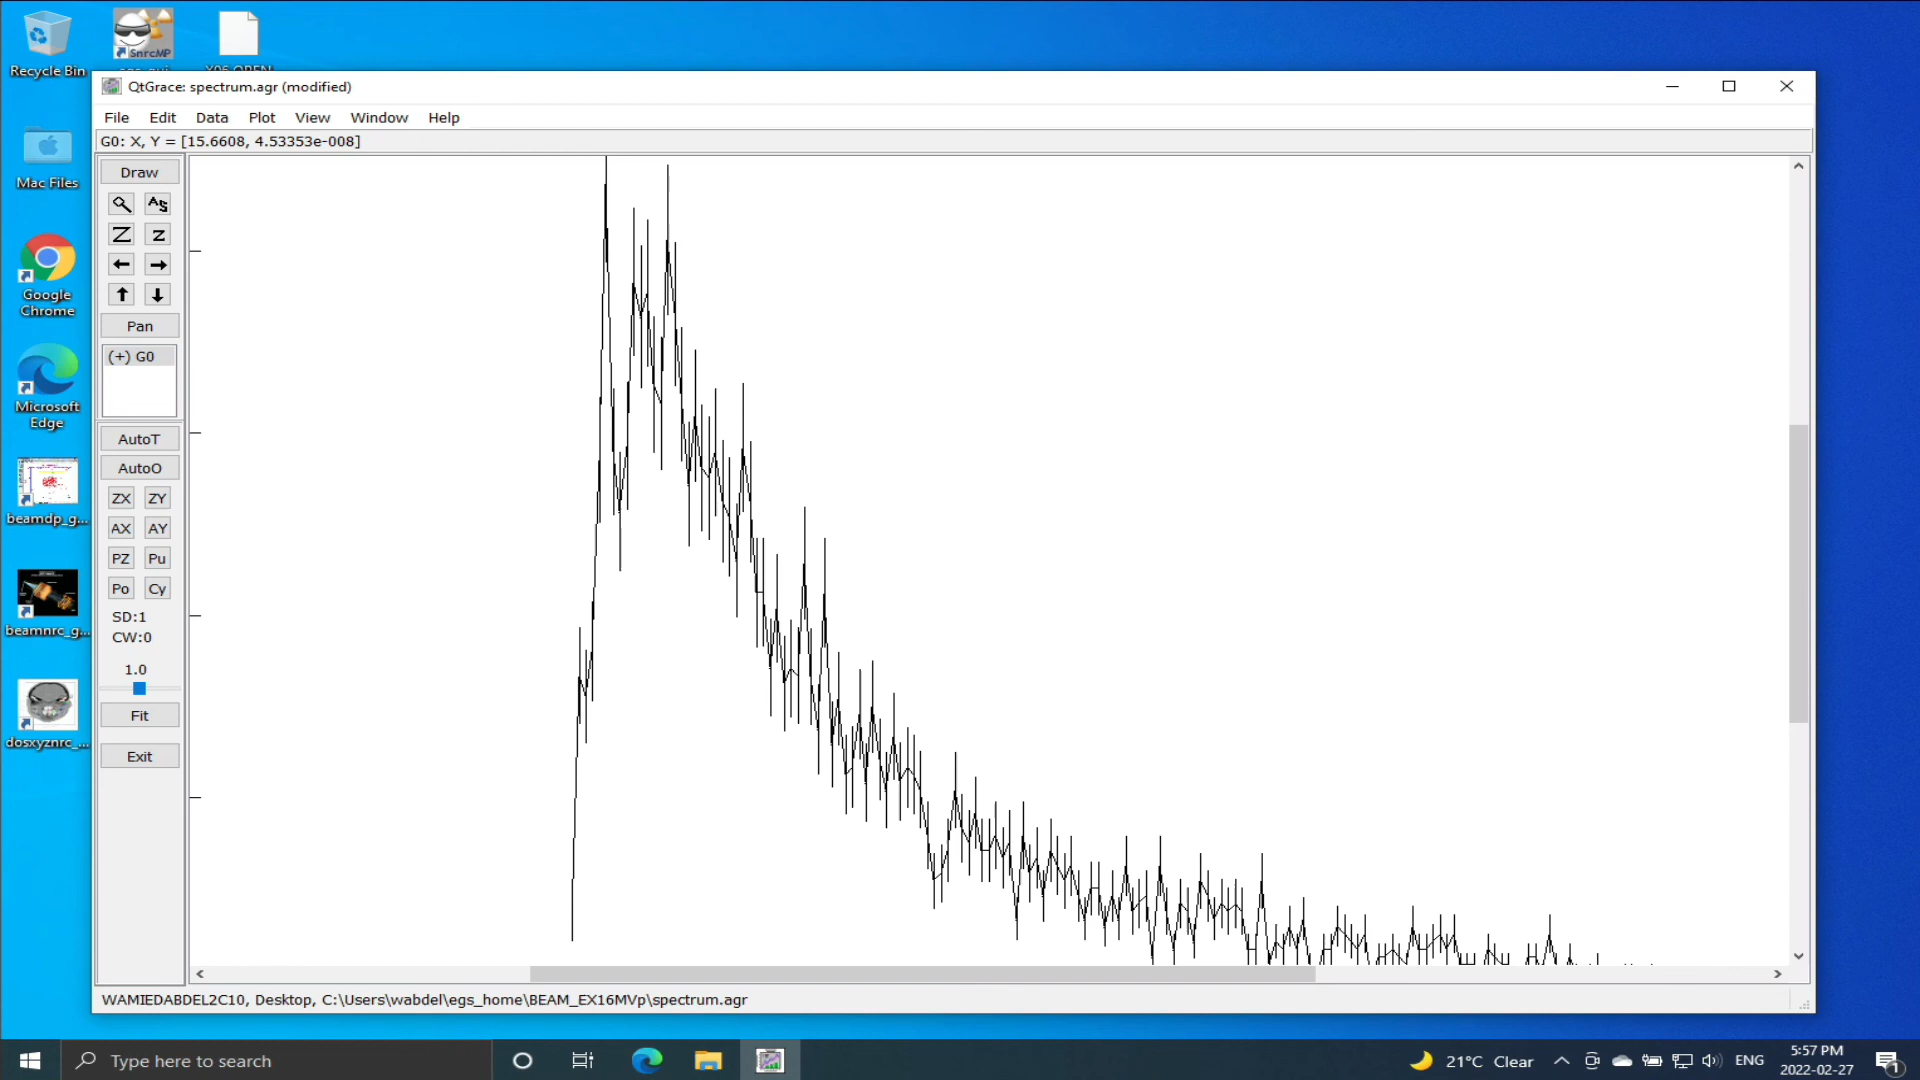 Recycle Bin
SnrcMP
QtGrace: spectrum.agr (modified)
File Edit Data Plot View Window Help
G0: X, Y = [15.6608, 4.53353e-008]
Draw
AS
Z z
Pan
(+) G0
AutoT
AutoO
ZX ZY
AX AY
PZ Pu
Po Cy
SD:1
CW:0
1.0
Fit
Exit
Mac Files
Google
Chrome
Microsoft
Edge
beamdp_g...
beamnrc_g...
dosxyznrc_...
WAMIEDABDEL2C10, Desktop, C:\Users\wabdel\egs_home\BEAM_EX16MVp\spectrum.agr
Type here to search
21°C Clear
ENG
5:57 PM
2022-02-27
1